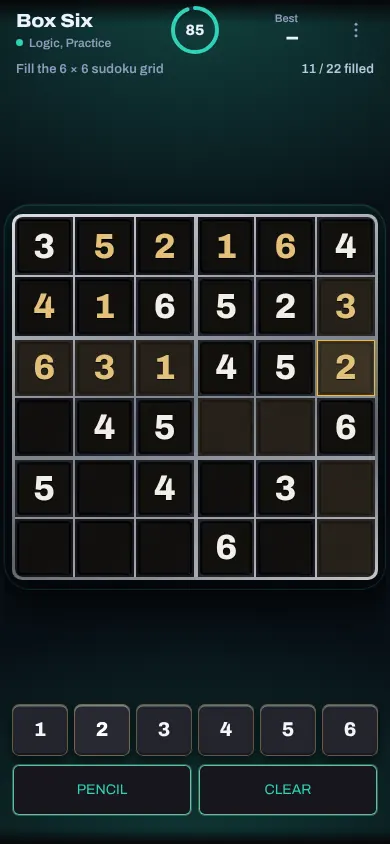 Box Six
Logic, Practice
85
Best
–
Fill the 6 × 6 sudoku grid
11 / 22 filled
3 5 2 1 6 4
4 1 6 5 2 3
6 3 1 4 5 2
4 5 6
5 4 3
6
1 2 3 4 5 6
PENCIL CLEAR